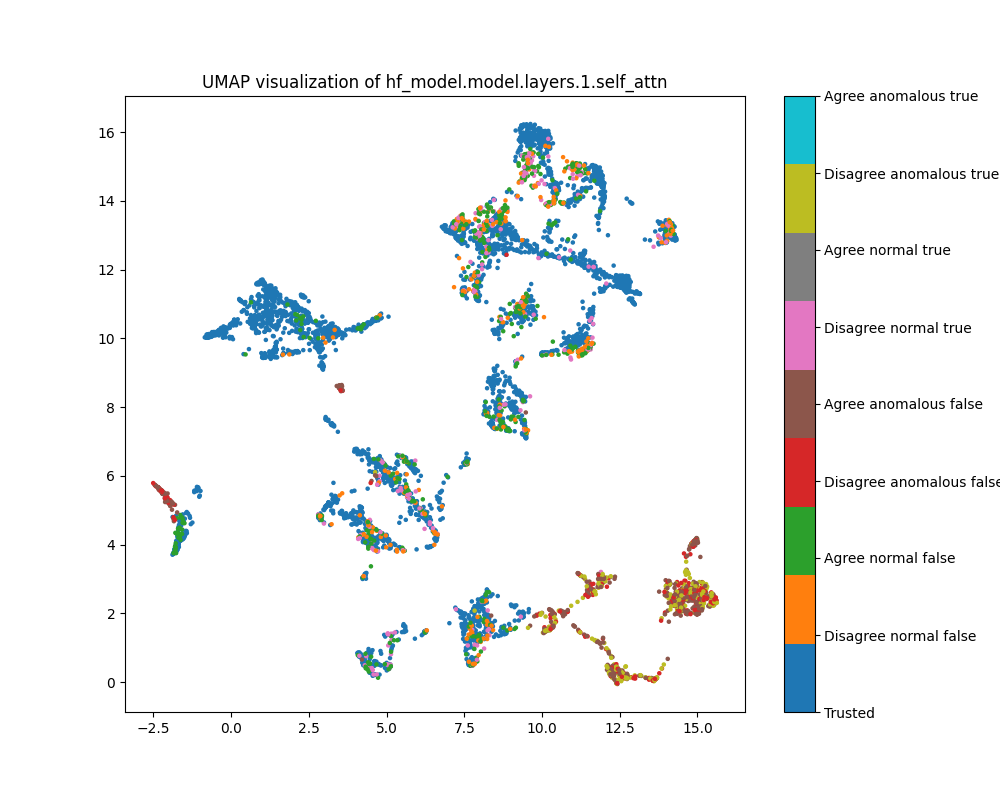 UMAP visualization of hf_model.model.layers.1.self_attn
16
14
12
10
8
6
4
2
0
−2.5
0.0
2.5
5.0
7.5
10.0
12.5
15.0
Agree anomalous true
Disagree anomalous true
Agree normal true
Disagree normal true
Agree anomalous false
Disagree anomalous false
Agree normal false
Disagree normal false
Trusted